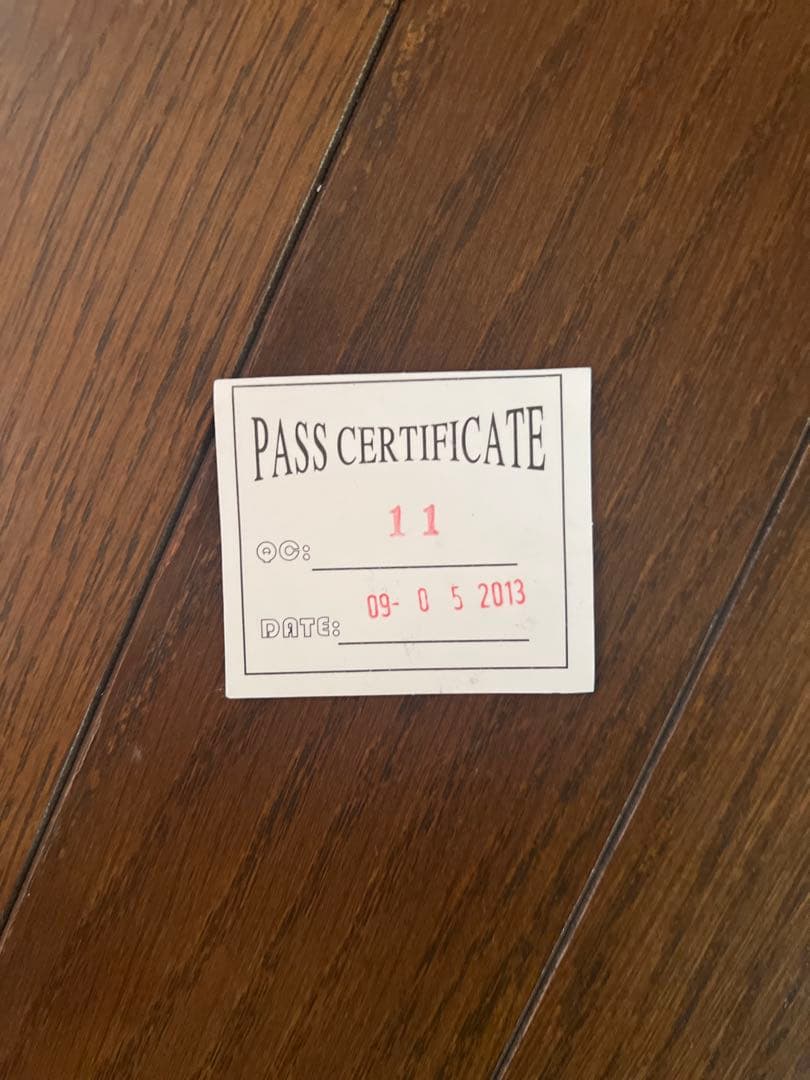 PASS CERTIFICATE
QC: 11
DATE: 09- 0 5 2013